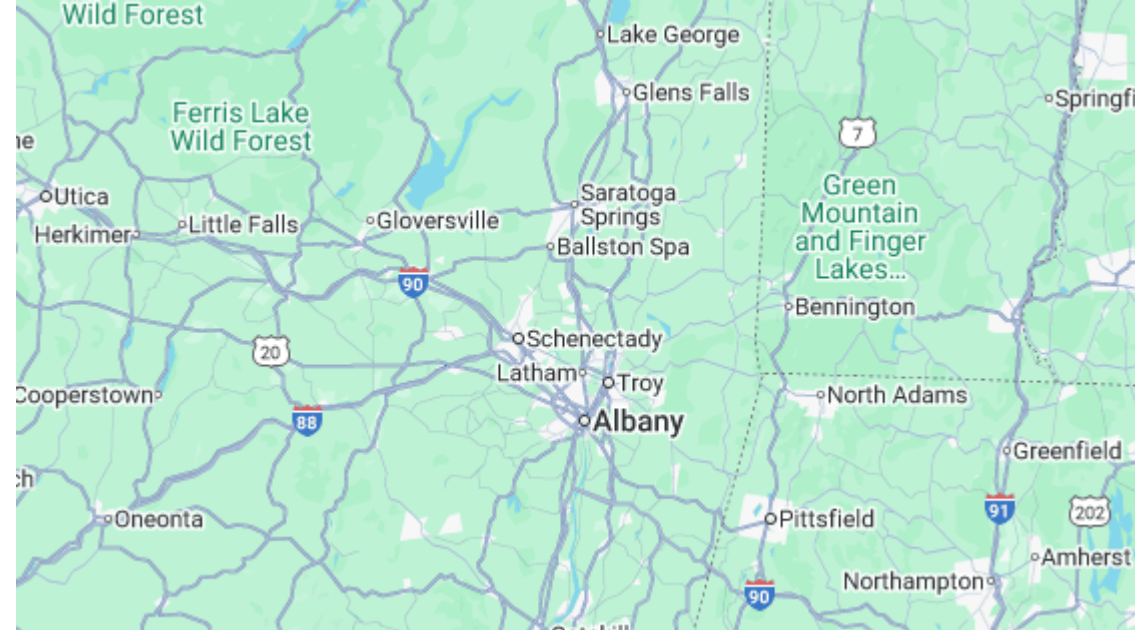 Wild Forest
Lake George
Glens Falls
Springfi
Ferris Lake
Wild Forest
7
ne
Utica
Saratoga
Springs
Green
Mountain
and Finger
Lakes...
Little Falls
Gloversville
Herkimer
Ballston Spa
90
Bennington
20
Schenectady
Latham
Troy
Cooperstown
North Adams
88
Albany
Greenfield
ch
91
202
Oneonta
Pittsfield
Amherst
Northampton
90